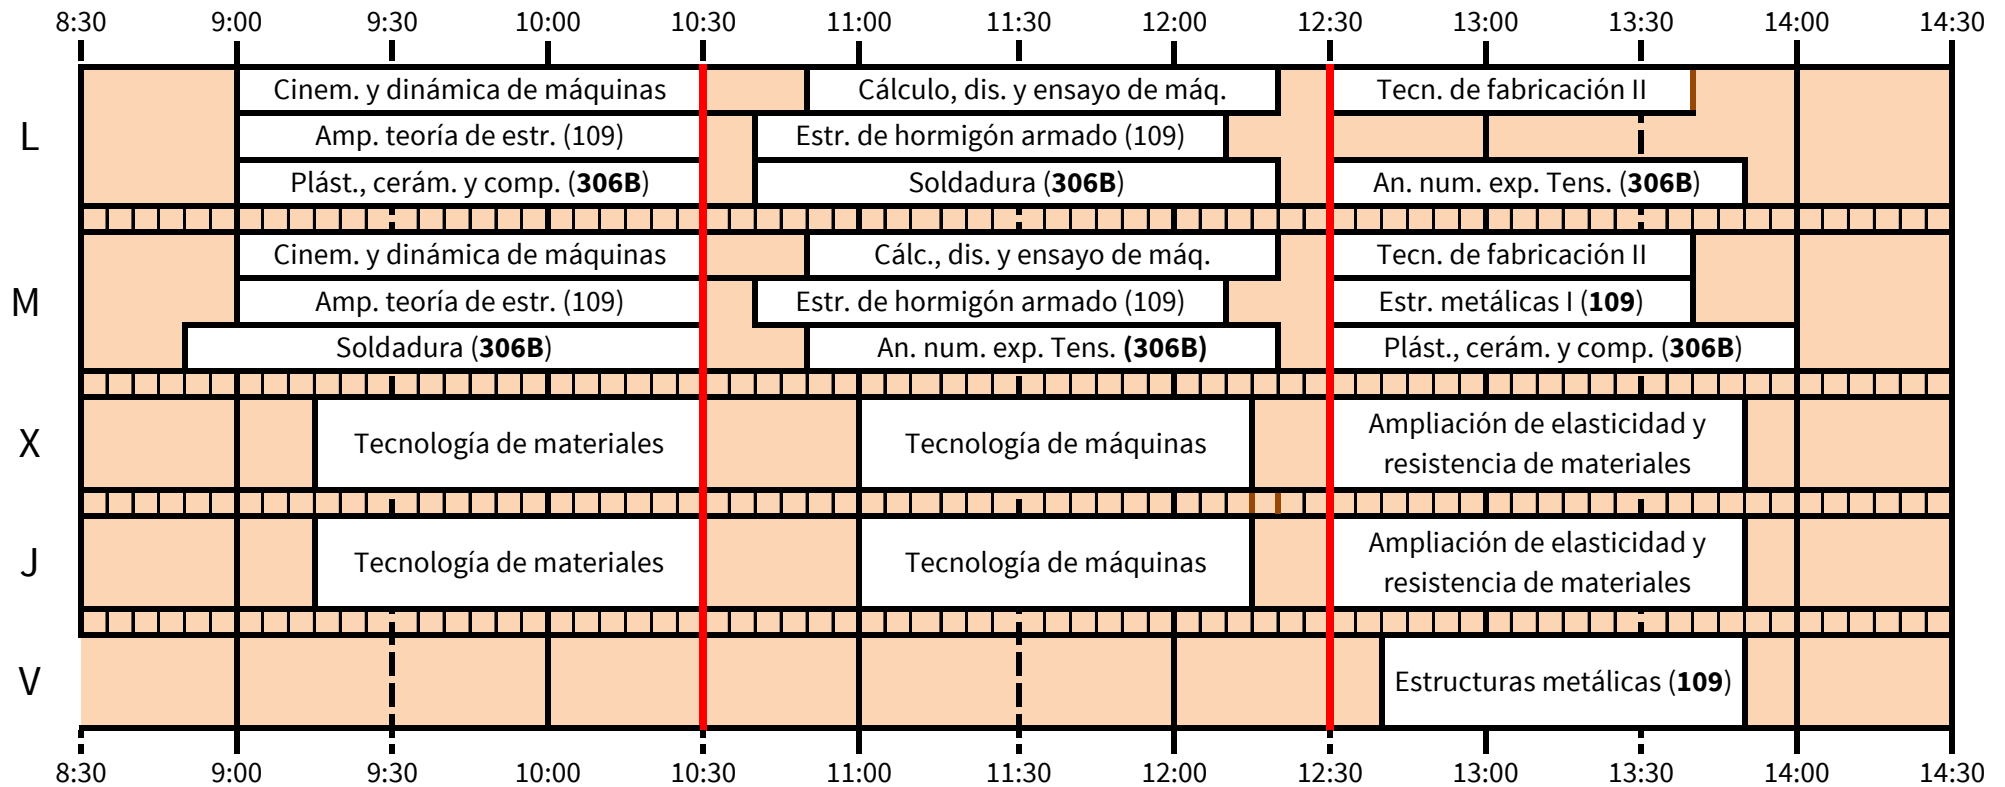 8:30 9:00 9:30 10:00 10:30 11:00 11:30 12:00 12:30 13:00 13:30 14:00 14:30
L
Cinem. y dinámica de máquinas Cálculo, dis. y ensayo de máq. Tecn. de fabricación II
Amp. teoría de estr. (109) Estr. de hormigón armado (109)
Plást., cerám. y comp. (306B) Soldadura (306B) An. num. exp. Tens. (306B)
M
Cinem. y dinámica de máquinas Cálc., dis. y ensayo de máq. Tecn. de fabricación II
Amp. teoría de estr. (109) Estr. de hormigón armado (109) Estr. metálicas I (109)
Soldadura (306B) An. num. exp. Tens. (306B) Plást., cerám. y comp. (306B)
X
Tecnología de materiales Tecnología de máquinas Ampliación de elasticidad y
resistencia de materiales
J
Tecnología de materiales Tecnología de máquinas Ampliación de elasticidad y
resistencia de materiales
V
Estructuras metálicas (109)
8:30 9:00 9:30 10:00 10:30 11:00 11:30 12:00 12:30 13:00 13:30 14:00 14:30